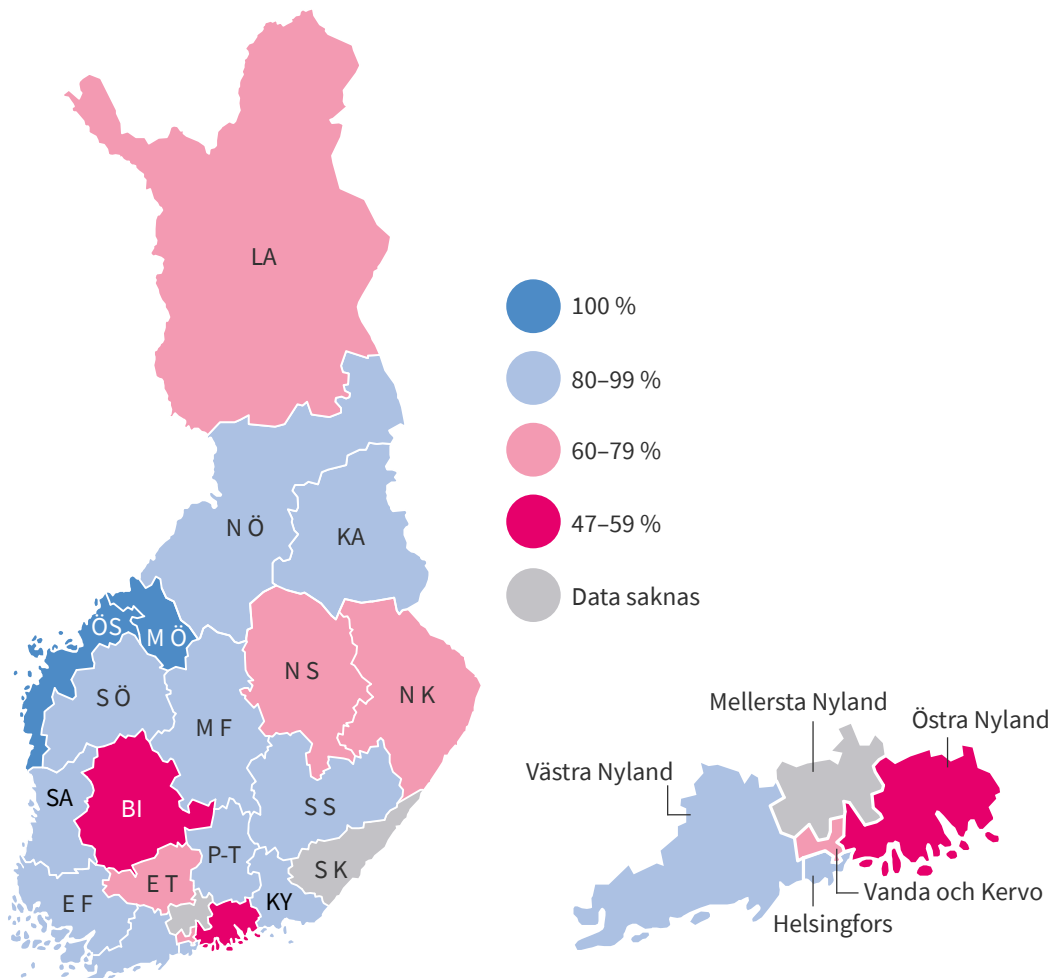 LA
N Ö
KA
ÖS
M Ö
S Ö
M F
N S
N K
SA
BI
S S
P-T
S K
E T
E F
KY
100 %
80–99 %
60–79 %
47–59 %
Data saknas
Mellersta Nyland
Östra Nyland
Västra Nyland
Vanda och Kervo
Helsingfors